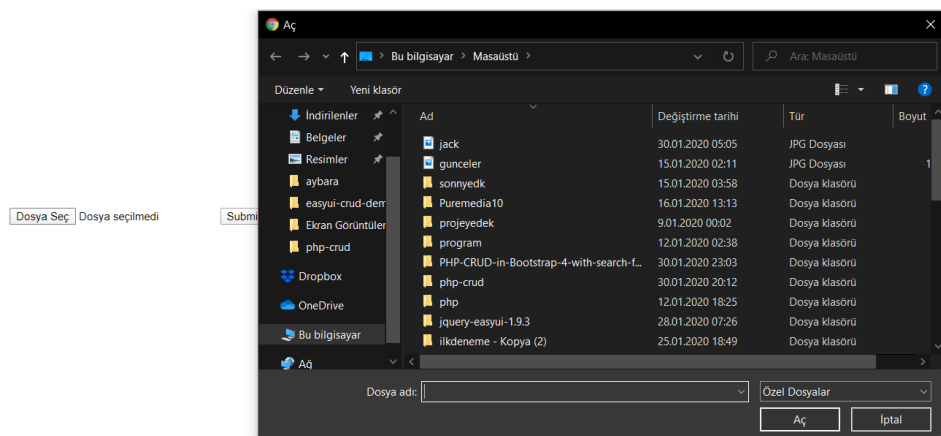 Aç
Bu bilgisayar > Masaüstü >
Ara: Masaüstü
Düzenle
Yeni klasör
İndirilenler
Belgeler
Resimler
aybara
easyui-crud-dem
Ekran Görüntüler
php-crud
Dropbox
OneDrive
Bu bilgisayar
Ağ
Ad Değiştirme tarihi Tür Boyut
jack 30.01.2020 05:05 JPG Dosyası
gunceler 15.01.2020 02:11 JPG Dosyası 1
sonnyedk 15.01.2020 03:58 Dosya klasörü
Puremedia10 16.01.2020 13:13 Dosya klasörü
projeyedek 9.01.2020 00:02 Dosya klasörü
program 12.01.2020 02:38 Dosya klasörü
PHP-CRUD-in-Bootstrap-4-with-search-f... 30.01.2020 23:03 Dosya klasörü
php-crud 30.01.2020 20:12 Dosya klasörü
php 12.01.2020 18:25 Dosya klasörü
jquery-easyui-1.9.3 28.01.2020 07:26 Dosya klasörü
ilkdeneme - Kopya (2) 25.01.2020 18:49 Dosya klasörü
Dosya Seç Dosya seçilmedi Submi
Dosya adı: Özel Dosyalar
Aç İptal